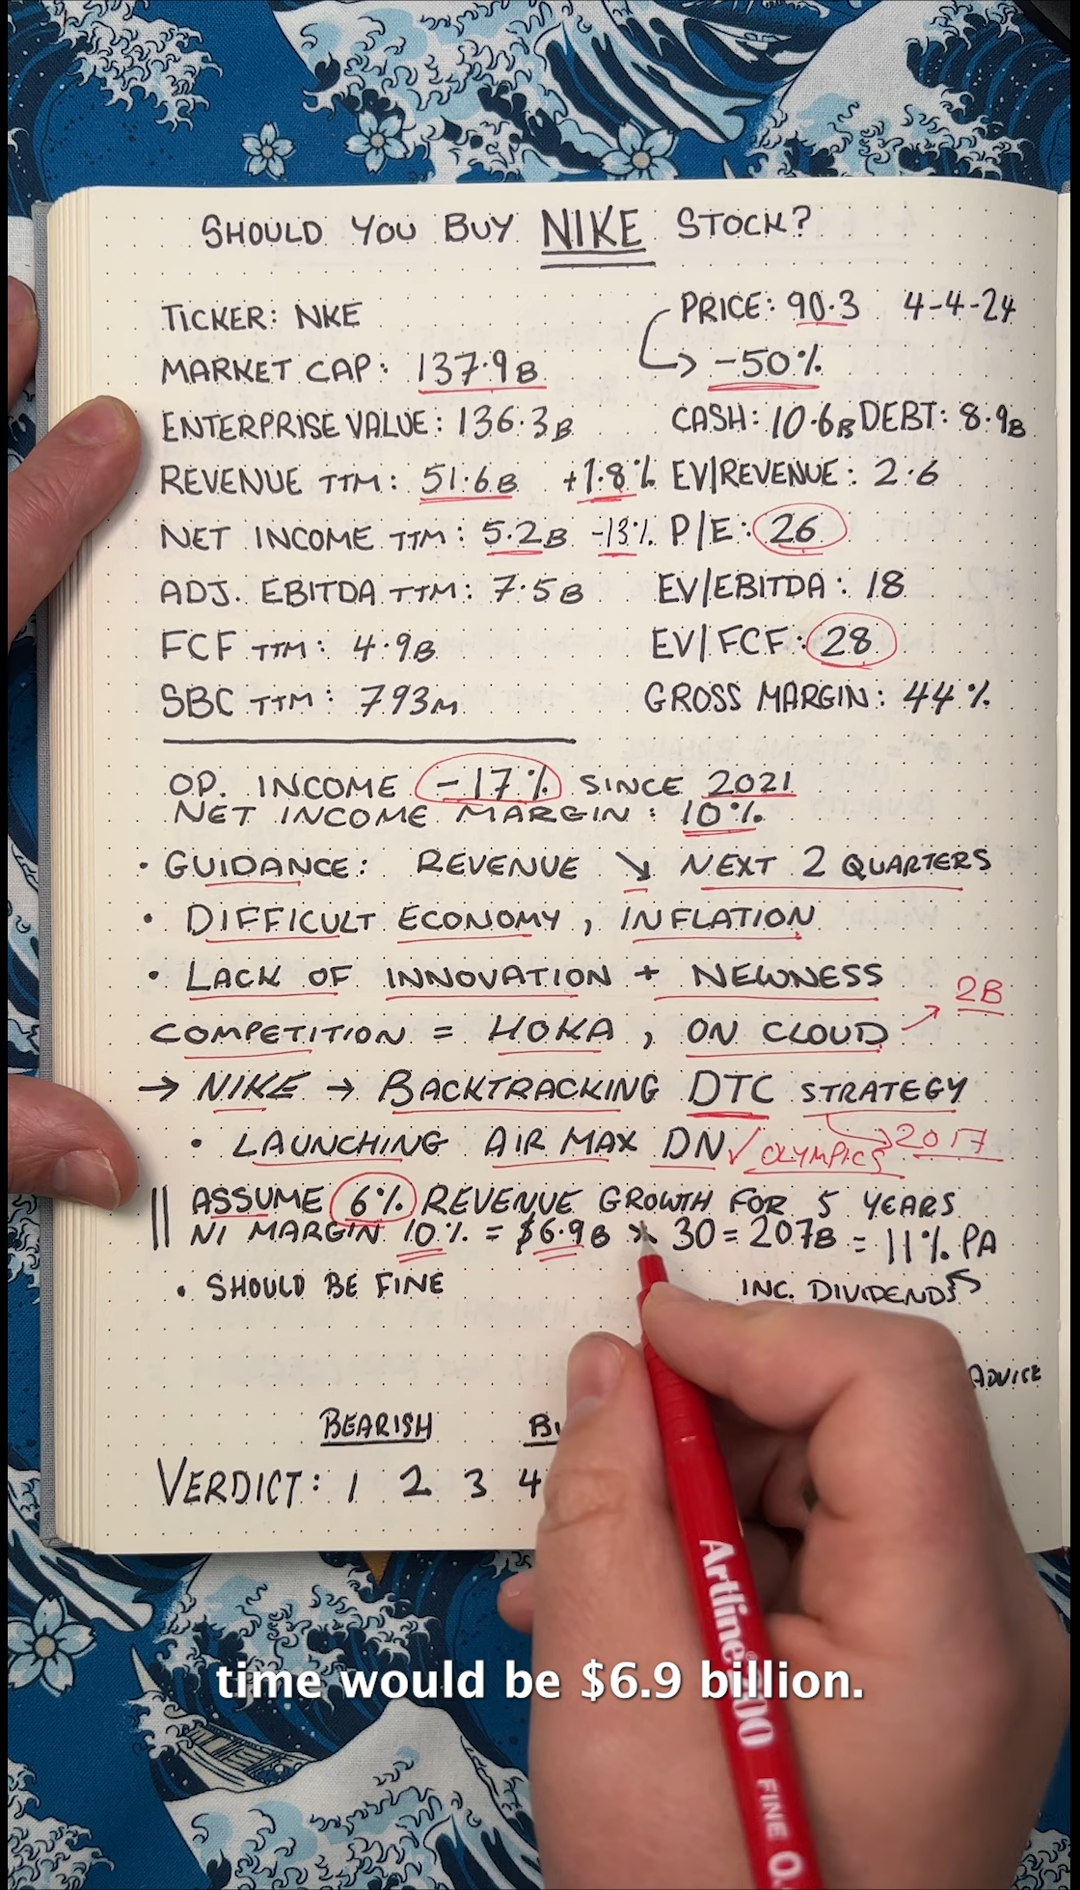 SHOULD YOU BUY NIKE STOCK?
TICKER: NKE PRICE: 90.3 4-4-24
MARKET CAP: 137.9B → -50%
ENTERPRISE VALUE: 136.3B CASH: 10.6B DEBT: 8.9B
REVENUE TTM: 51.6B +1.8% EV/REVENUE: 2.6
NET INCOME TTM: 5.2B -13% P/E: 26
ADJ. EBITDA TTM: 7.5B EV/EBITDA: 18
FCF TTM: 4.9B EV/FCF: 28
SBC TTM: 793M GROSS MARGIN: 44%
OP. INCOME -17% SINCE 2021
NET INCOME MARGIN: 10%
• GUIDANCE: REVENUE ↘ NEXT 2 QUARTERS
• DIFFICULT ECONOMY, INFLATION
• LACK OF INNOVATION + NEWNESS
COMPETITION = HOKA, ON CLOUD → 2B
→ NIKE → BACKTRACKING DTC STRATEGY
→ 2017
• LAUNCHING AIR MAX DN ✓ OLYMPICS
|| ASSUME 6% REVENUE GROWTH FOR 5 YEARS
NI MARGIN 10% = $6.9B × 30 = 207B = 11% PA
• SHOULD BE FINE INC. DIVIDENDS
ADVICE
BEARISH
VERDICT: 1 2 3 4
Artline
FINE 0.
time would be $6.9 billion.